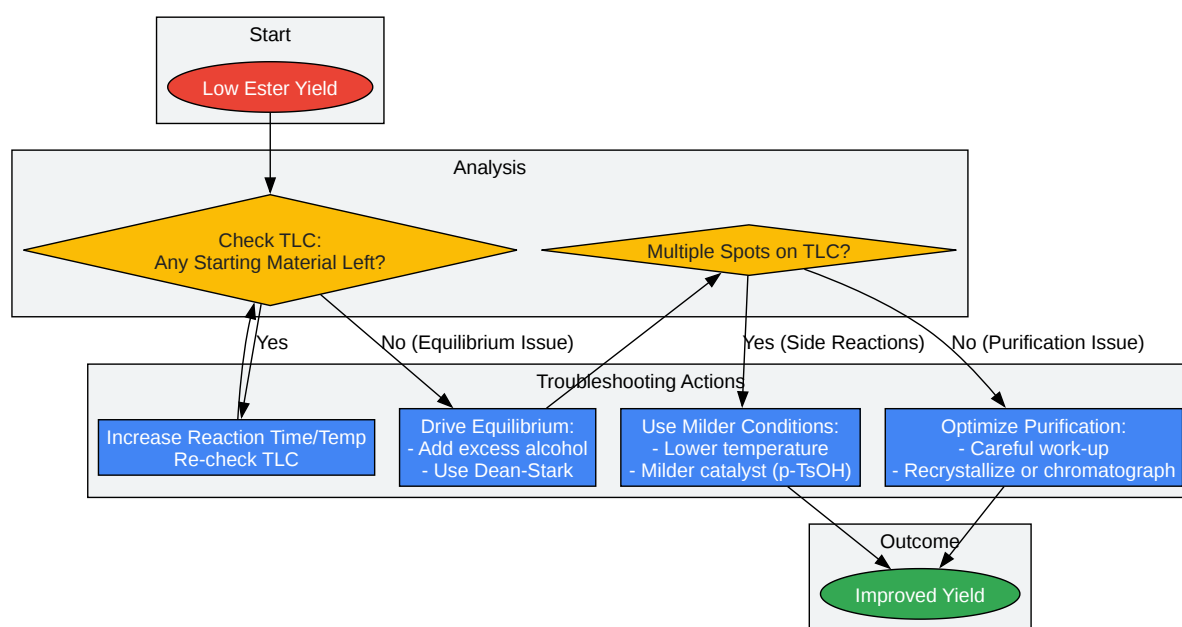 Start
Low Ester Yield
Analysis
Check TLC:
Any Starting Material Left?
Multiple Spots on TLC?
Yes
No (Equilibrium Issue)
Yes (Side Reactions)
No (Purification Issue)
Troubleshooting Actions
Increase Reaction Time/Temp
Re-check TLC
Drive Equilibrium:
- Add excess alcohol
- Use Dean-Stark
Use Milder Conditions:
- Lower temperature
- Milder catalyst (p-TsOH)
Optimize Purification:
- Careful work-up
- Recrystallize or chromatograph
Outcome
Improved Yield